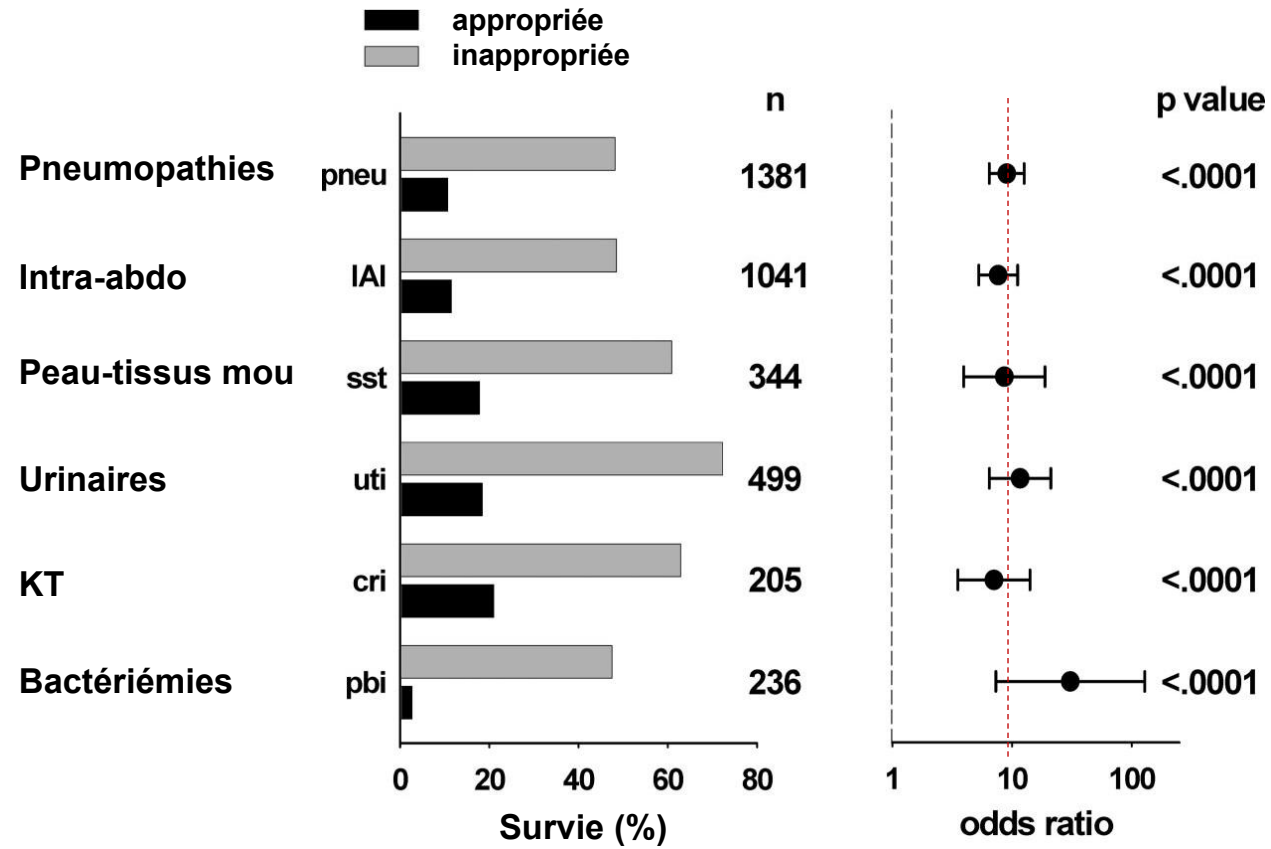 appropriée
inappropriée
n
p value
Pneumopathies pneu 1381 <.0001
Intra-abdo IAI 1041 <.0001
Peau-tissus mou sst 344 <.0001
Urinaires uti 499 <.0001
KT cri 205 <.0001
Bactériémies pbi 236 <.0001
0 20 40 60 80 1 10 100
Survie (%) odds ratio